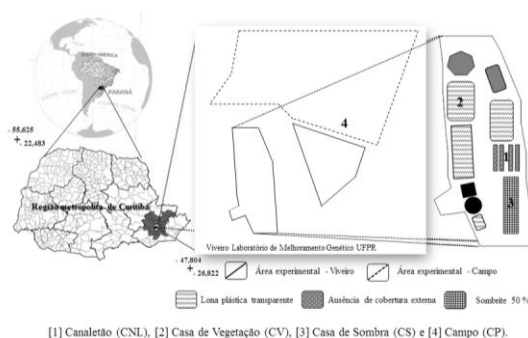 SOUTH AMERICA
PARANÁ
- 55,625
- 22,483
Região metropolita de Curitiba
- 47,804
- 26,822
4
2
1
3
Viveiro Laboratório de Melhoramento Genético UFPR
Área experimental - Viveiro
Área experimental - Campo
Lona plástica transparente
Ausência de cobertura externa
Sombrite 50 %
[1] Canaletão (CNL), [2] Casa de Vegetação (CV), [3] Casa de Sombra (CS) e [4] Campo (CP).